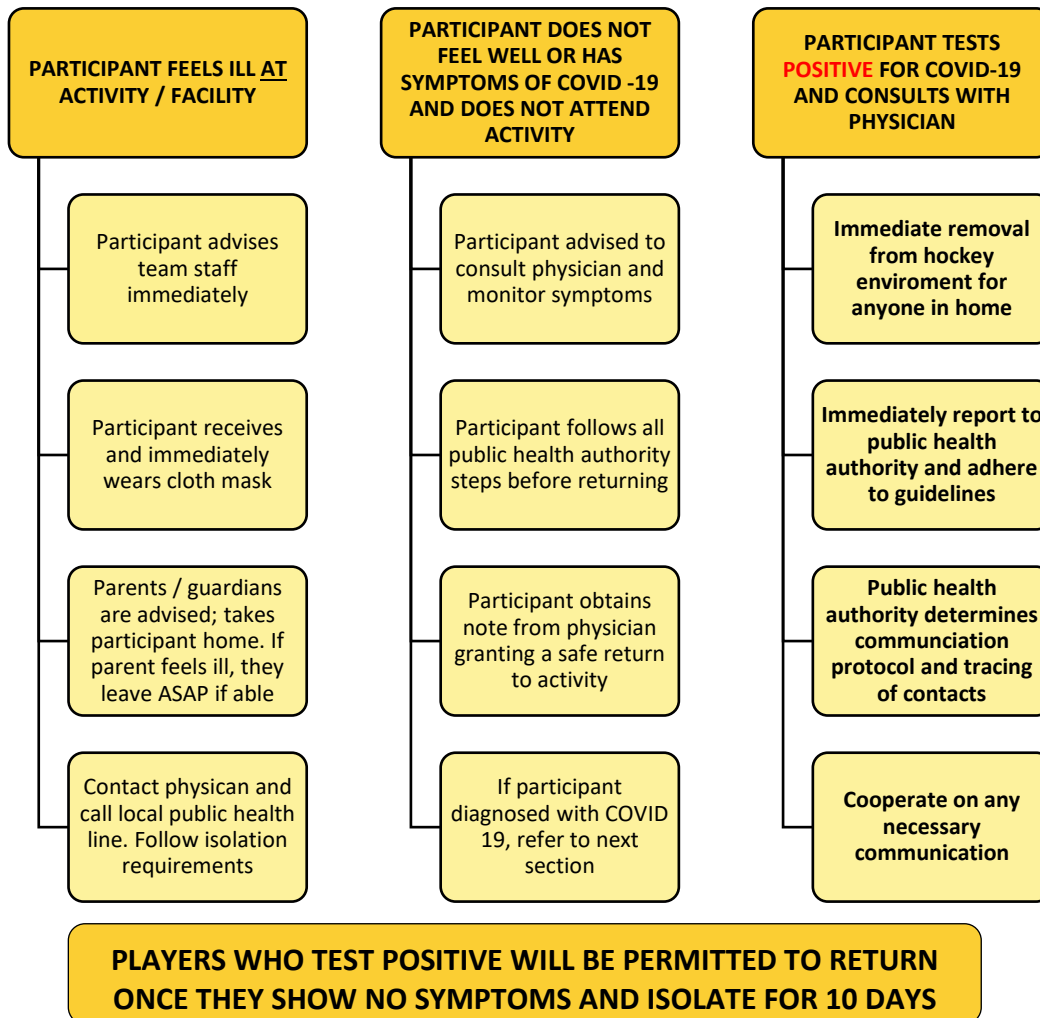 PARTICIPANT FEELS ILL AT
ACTIVITY / FACILITY
Participant advises
team staff
immediately
Participant receives
and immediately
wears cloth mask
Parents / guardians
are advised; takes
participant home. If
parent feels ill, they
leave ASAP if able
Contact physican and
call local public health
line. Follow isolation
requirements
PARTICIPANT DOES NOT
FEEL WELL OR HAS
SYMPTOMS OF COVID -19
AND DOES NOT ATTEND
ACTIVITY
Participant advised to
consult physician and
monitor symptoms
Participant follows all
public health authority
steps before returning
Participant obtains
note from physician
granting a safe return
to activity
If participant
diagnosed with COVID
19, refer to next
section
PARTICIPANT TESTS
POSITIVE FOR COVID-19
AND CONSULTS WITH
PHYSICIAN
Immediate removal
from hockey
enviroment for
anyone in home
Immediately report to
public health
authority and adhere
to guidelines
Public health
authority determines
communciation
protocol and tracing
of contacts
Cooperate on any
necessary
communication
PLAYERS WHO TEST POSITIVE WILL BE PERMITTED TO RETURN
ONCE THEY SHOW NO SYMPTOMS AND ISOLATE FOR 10 DAYS